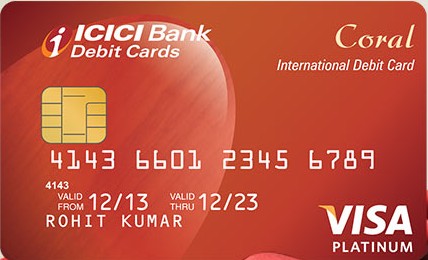 ICICI Bank
Debit Cards
Coral
International Debit Card
4143 6601 2345 6789
4143
VALID FROM 12/13 VALID THRU 12/23
ROHIT KUMAR
VISA
PLATINUM